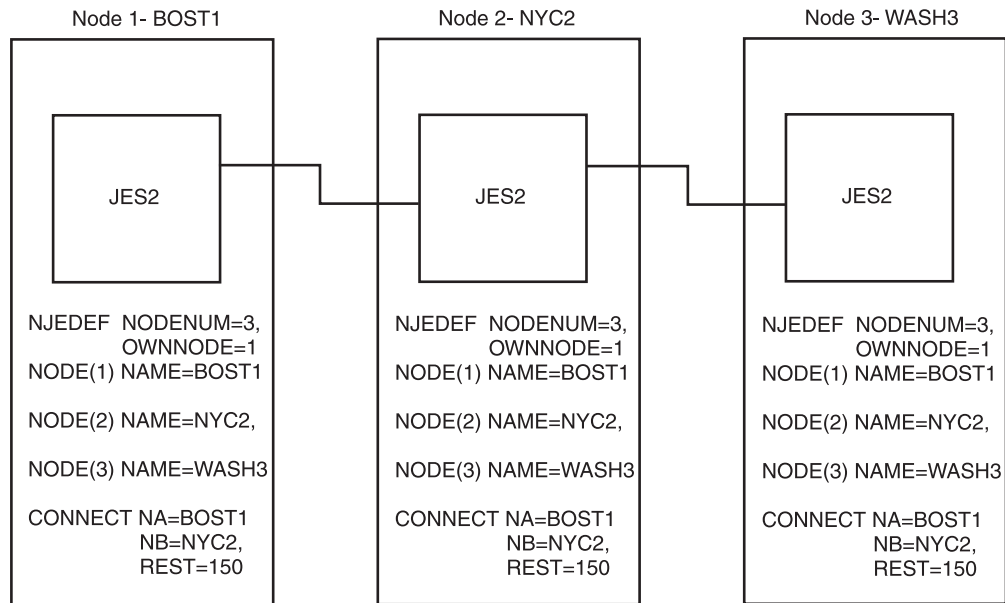 Node 1- BOST1
JES2
NJEDEF NODENUM=3,
OWNNODE=1
NODE(1) NAME=BOST1
NODE(2) NAME=NYC2,
NODE(3) NAME=WASH3
CONNECT NA=BOST1
NB=NYC2,
REST=150
Node 2- NYC2
JES2
NJEDEF NODENUM=3,
OWNNODE=1
NODE(1) NAME=BOST1
NODE(2) NAME=NYC2,
NODE(3) NAME=WASH3
CONNECT NA=BOST1
NB=NYC2,
REST=150
Node 3- WASH3
JES2
NJEDEF NODENUM=3,
OWNNODE=1
NODE(1) NAME=BOST1
NODE(2) NAME=NYC2,
NODE(3) NAME=WASH3
CONNECT NA=BOST1
NB=NYC2,
REST=150